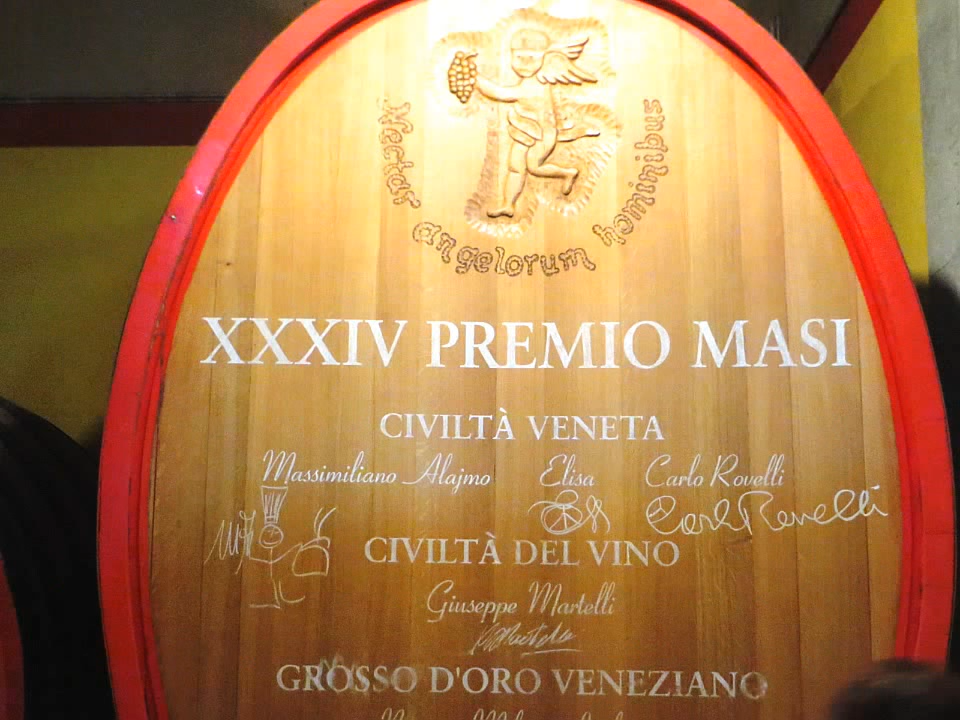 Nectar angelorum hominibus
XXXIV PREMIO MASI
CIVILTÀ VENETA
Massimiliano Alajmo Elisa Carlo Rovelli
Carlo Rovelli
CIVILTÀ DEL VINO
Giuseppe Martelli
GROSSO D'ORO VENEZIANO